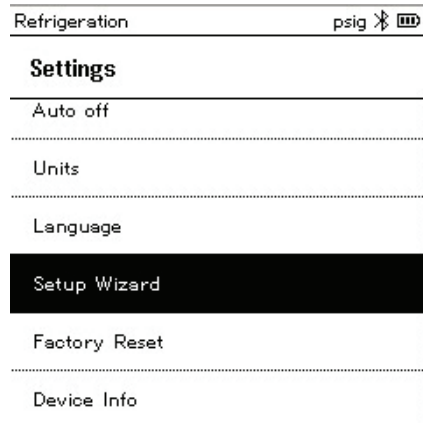 Refrigeration psig
Settings
Auto off
Units
Language
Setup Wizard
Factory Reset
Device Info